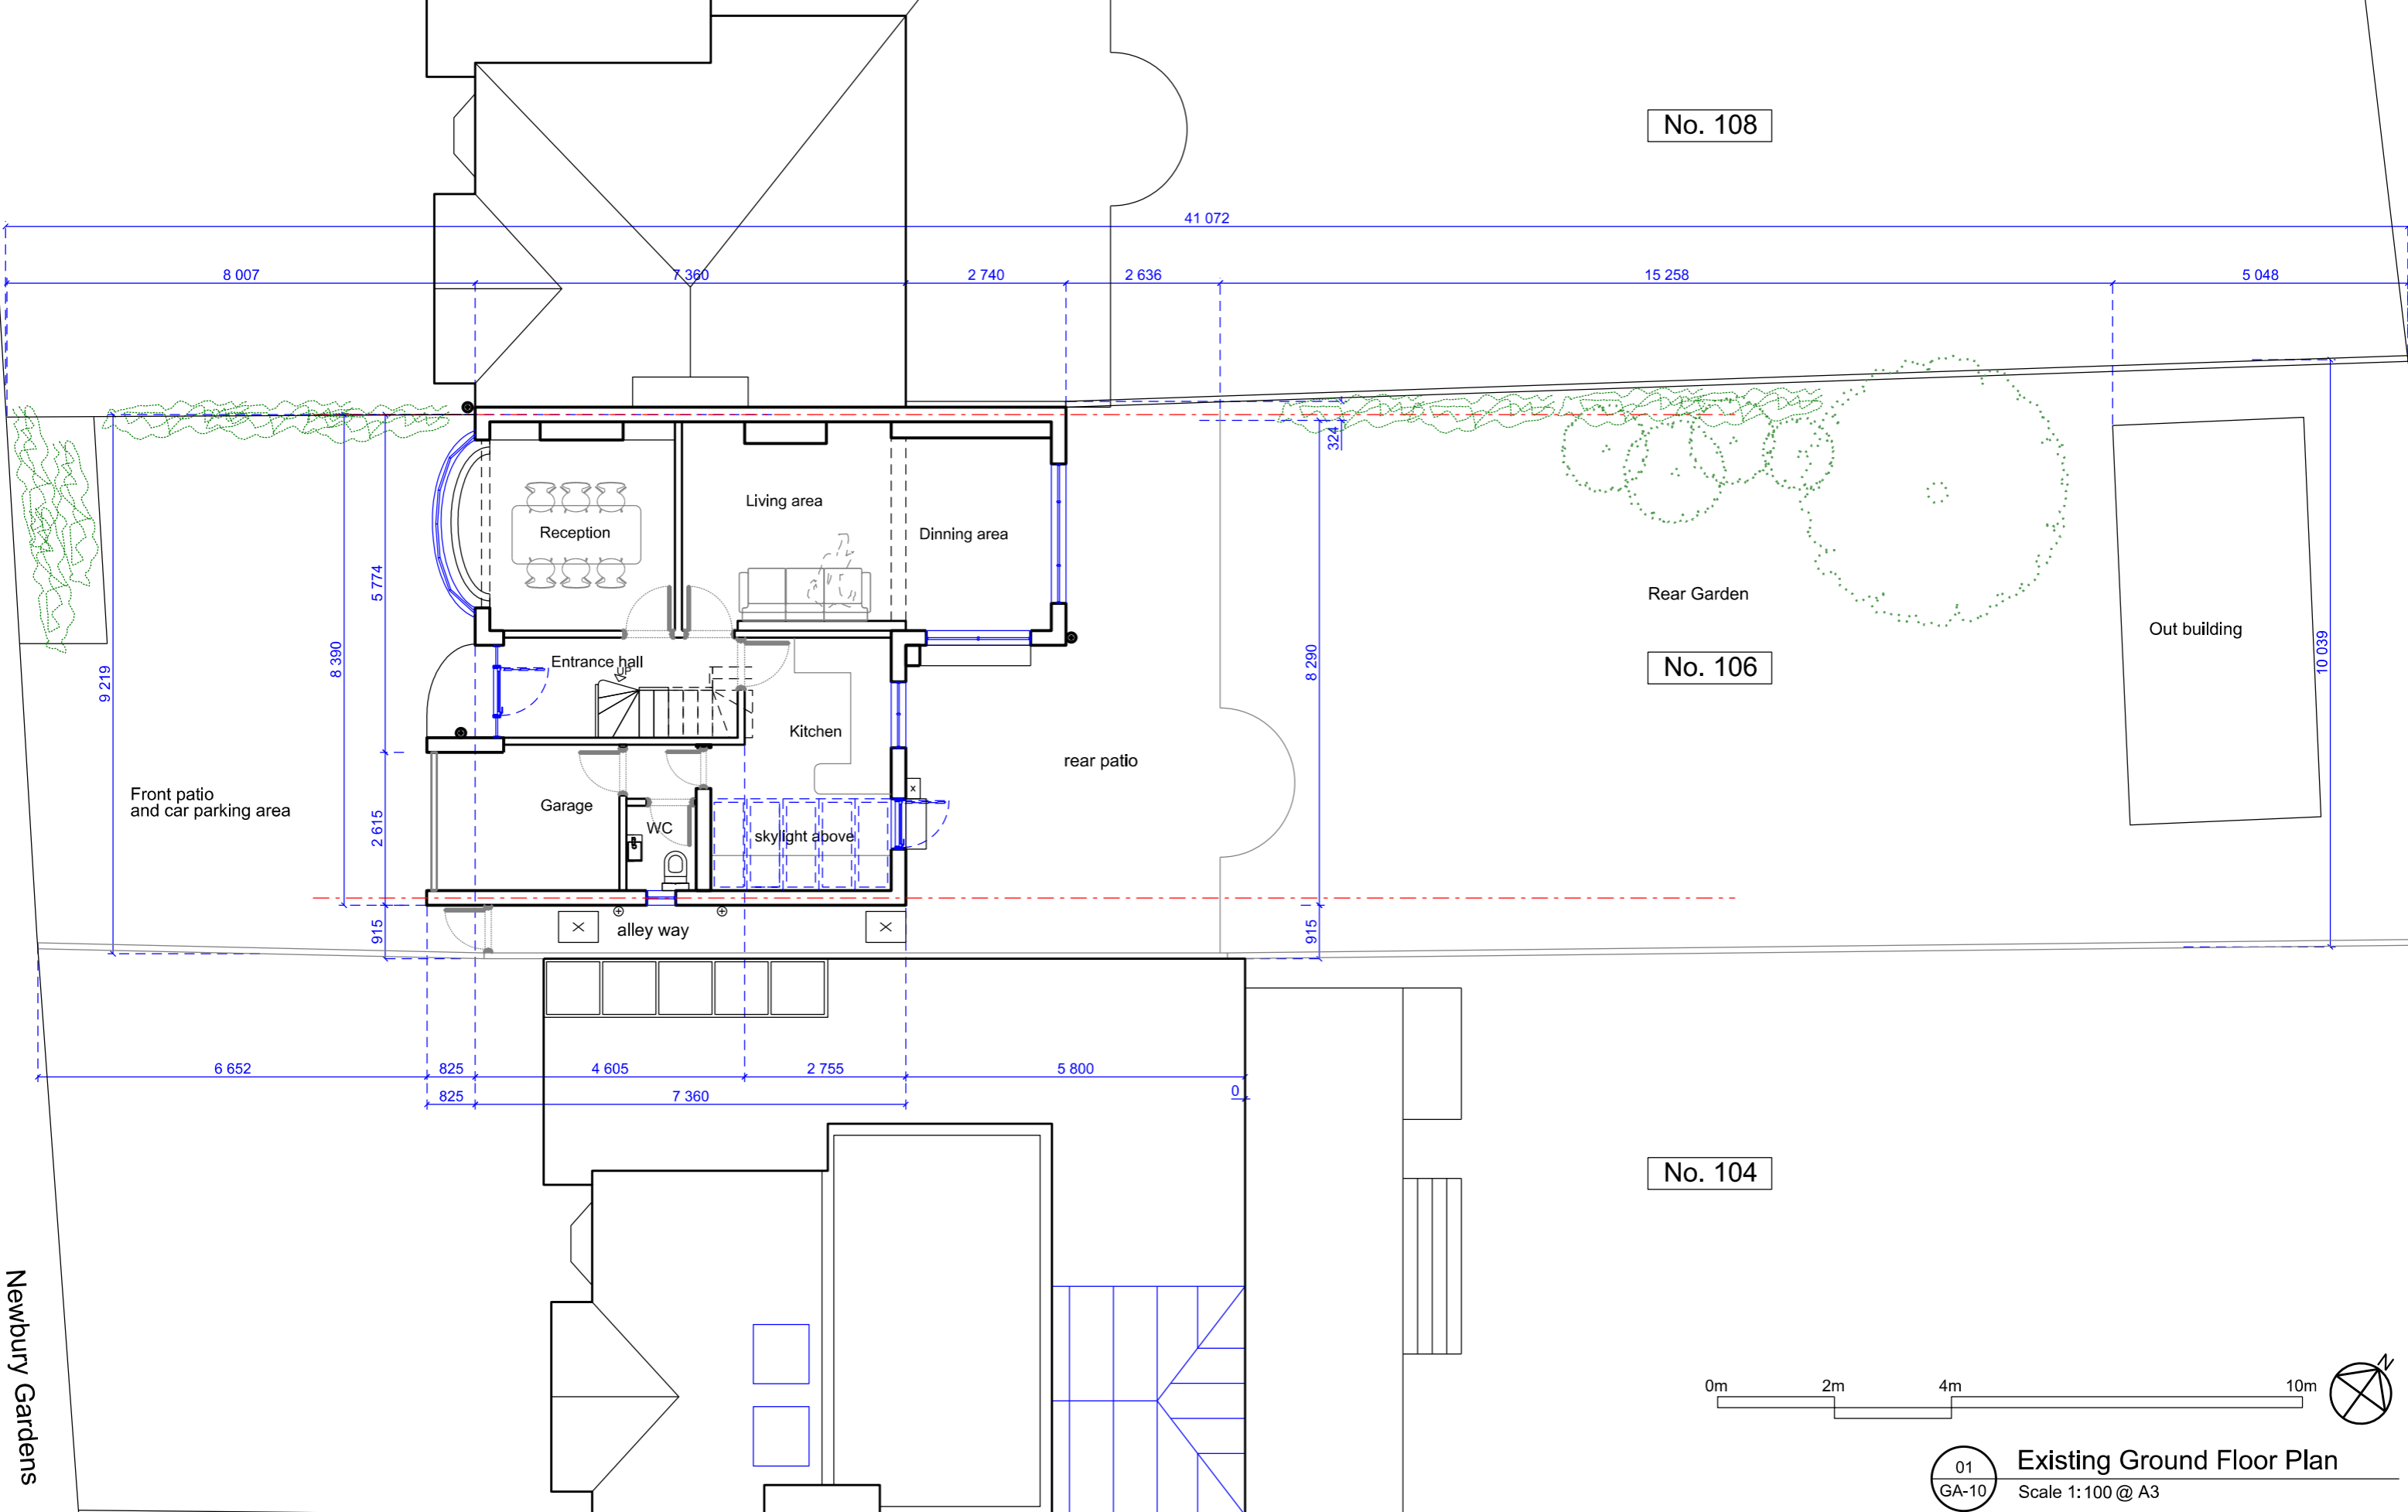 No. 108
41 072
8 007
7 360
2 740
2 636
15 258
5 048
324
Living area
Reception
Dinning area
5 774
Rear Garden
Out building
Entrance hall
UP
No. 106
8 390
8 290
10 039
9 219
Kitchen
rear patio
Front patio
and car parking area
Garage
x
WC
skylight above
2 615
915
alley way
915
6 652
825
4 605
2 755
5 800
825
7 360
0
No. 104
Newbury Gardens
0m
2m
4m
10m
N
01
GA-10
Existing Ground Floor Plan
Scale 1:100 @ A3